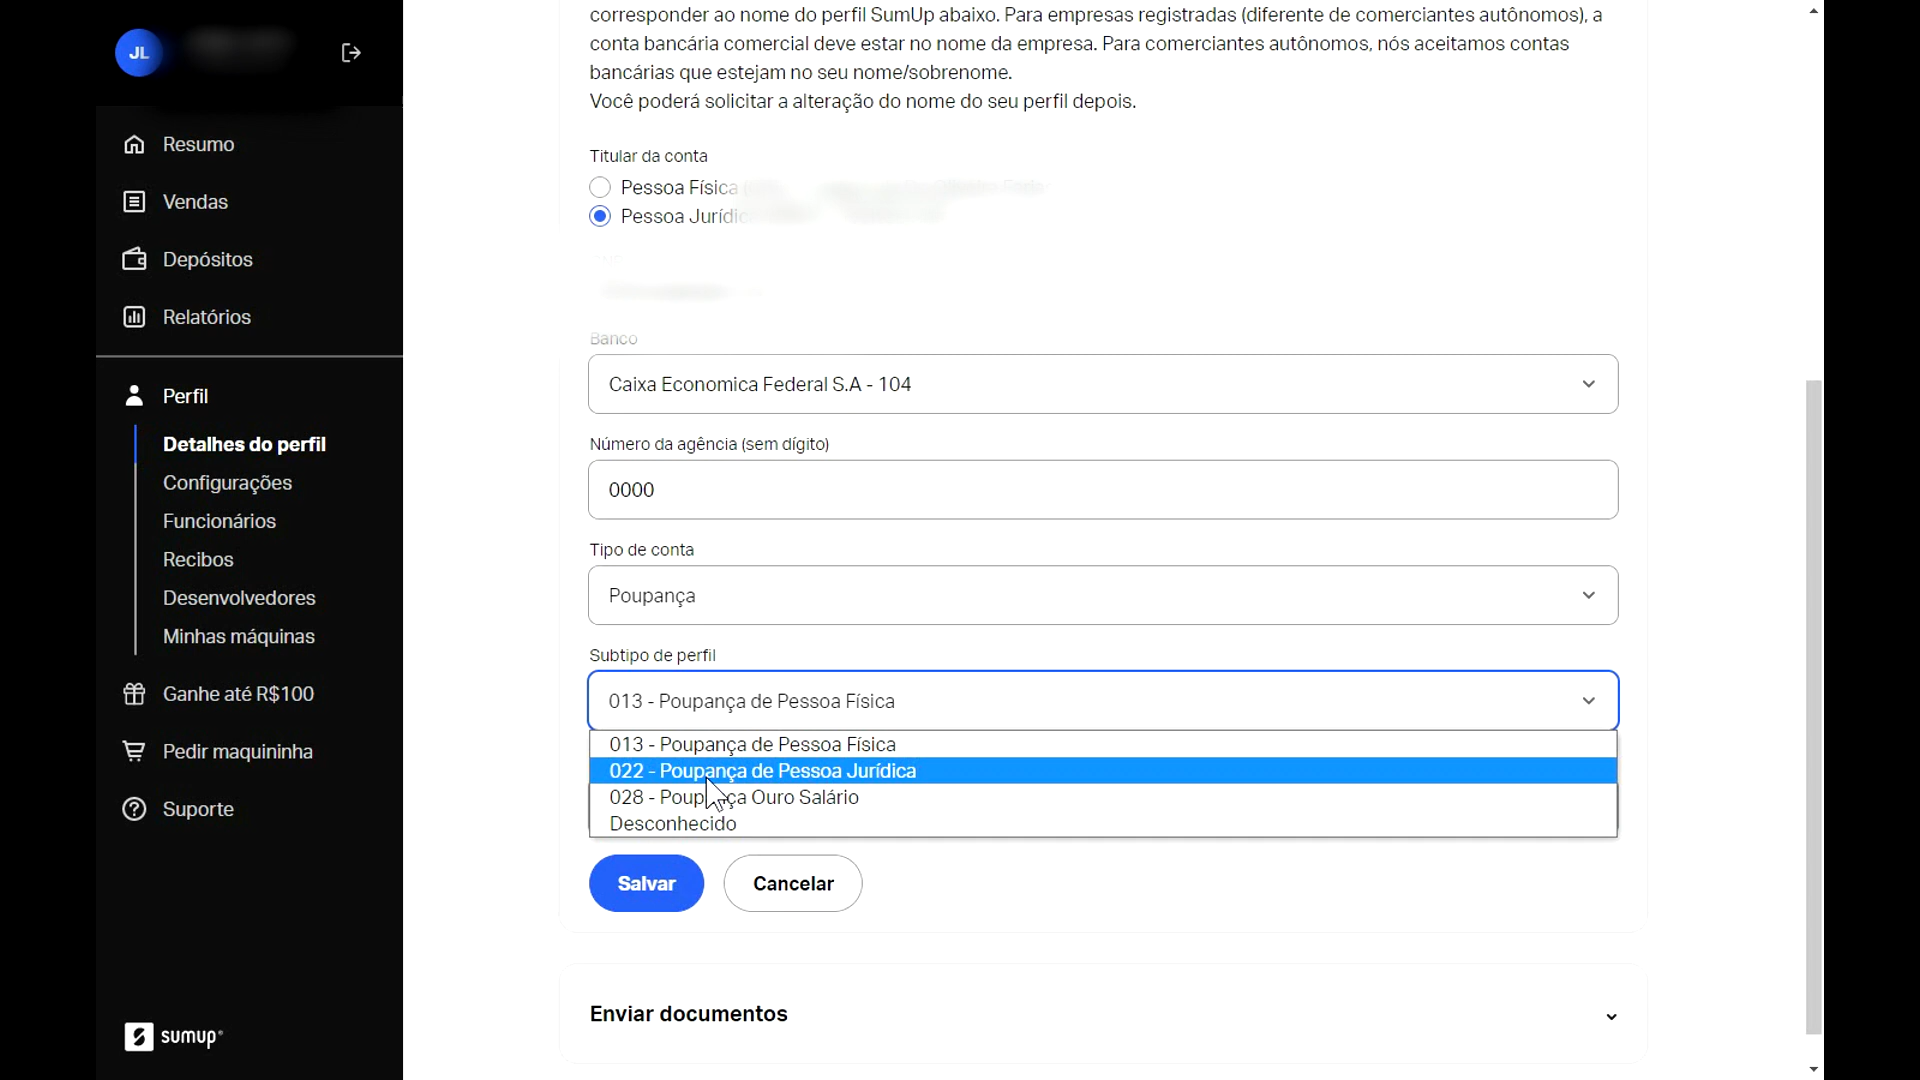 JL
Resumo
Vendas
Depósitos
Relatórios
Perfil
Detalhes do perfil
Configurações
Funcionários
Recibos
Desenvolvedores
Minhas máquinas
Ganhe até R$100
Pedir maquininha
Suporte
sumup®
corresponder ao nome do perfil SumUp abaixo. Para empresas registradas (diferente de comerciantes autônomos), a
conta bancária comercial deve estar no nome da empresa. Para comerciantes autônomos, nós aceitamos contas
bancárias que estejam no seu nome/sobrenome.
Você poderá solicitar a alteração do nome do seu perfil depois.
Titular da conta
Pessoa Física
Pessoa Jurídic
Banco
Caixa Economica Federal S.A - 104
Número da agência (sem dígito)
0000
Tipo de conta
Poupança
Subtipo de perfil
013 - Poupança de Pessoa Física
013 - Poupança de Pessoa Física
022 - Poupança de Pessoa Jurídica
028 - Poupança Ouro Salário
Desconhecido
Salvar
Cancelar
Enviar documentos